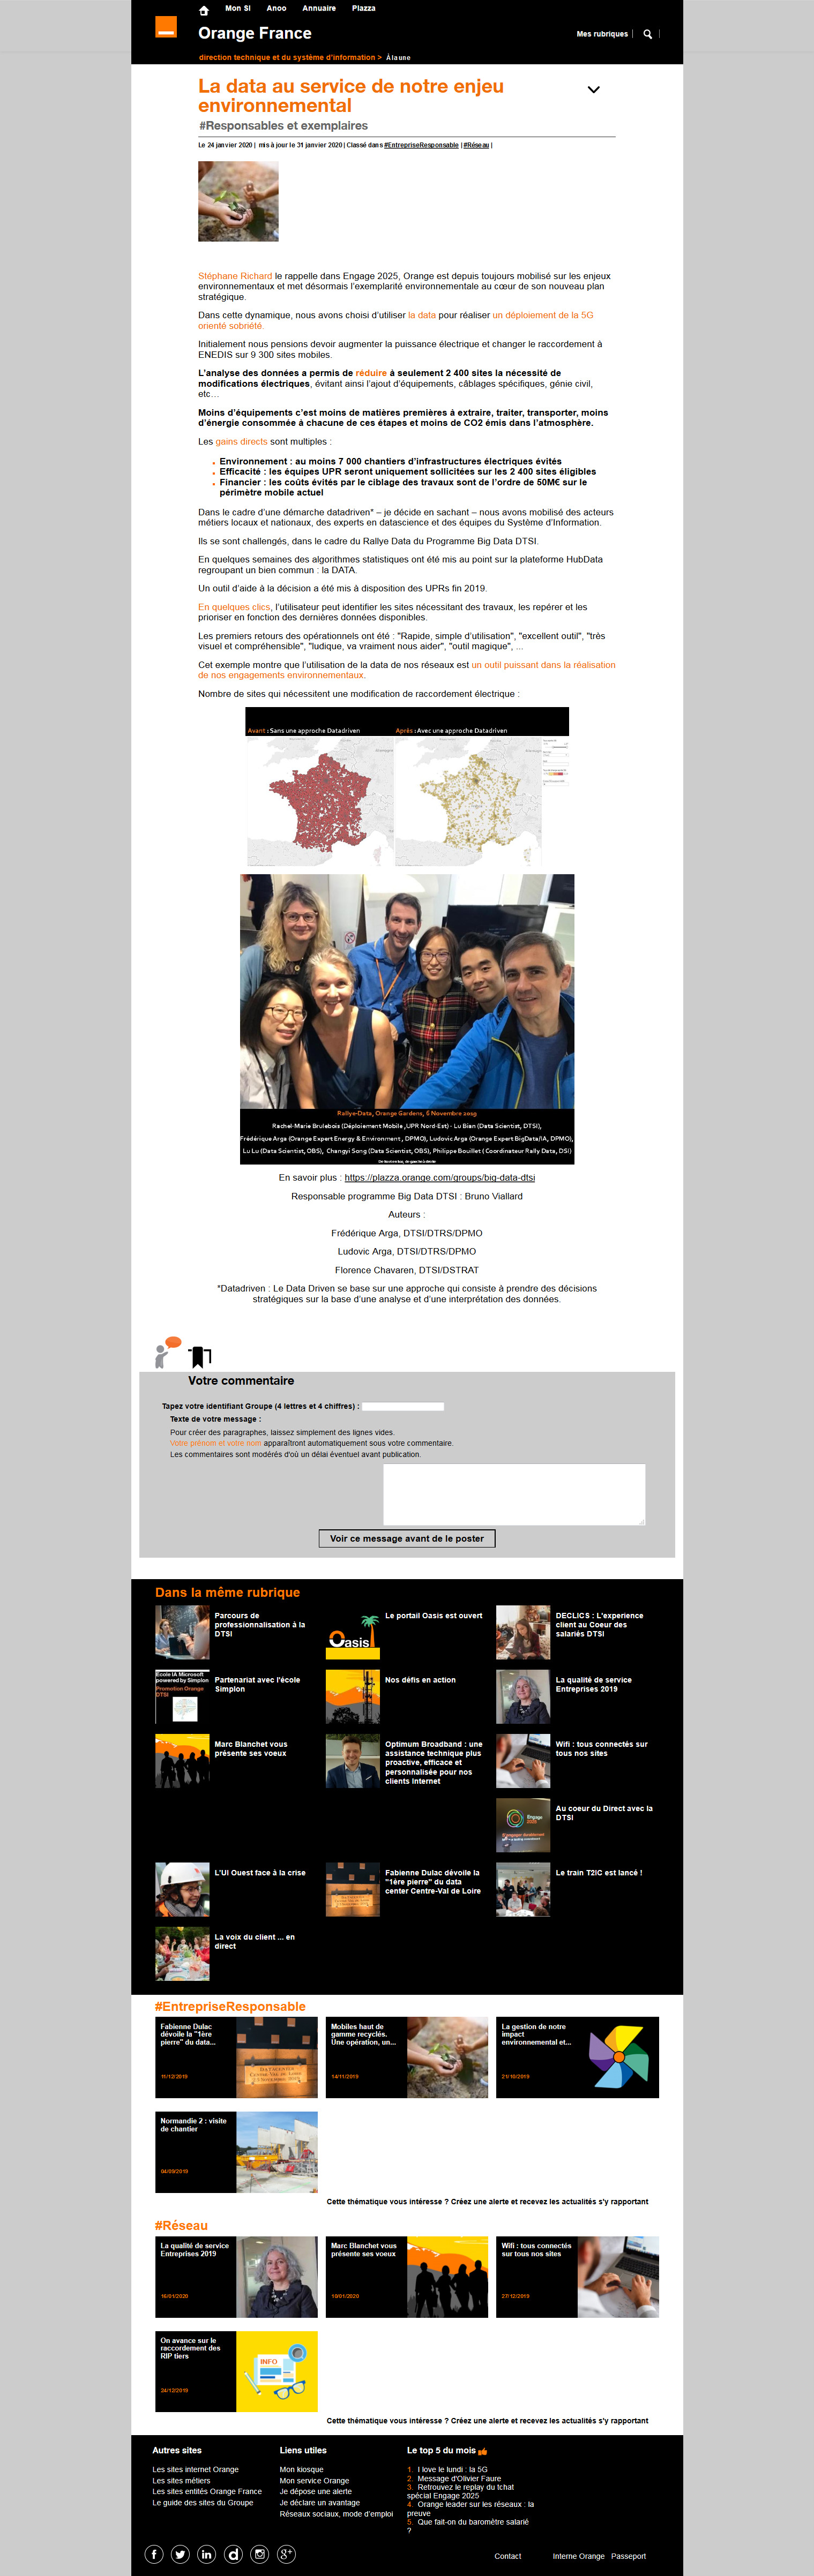 Mon SI Anoo Annuaire Plazza
Orange France
Mes rubriques
direction technique et du système d'information > À la une
La data au service de notre enjeu
environnemental
#Responsables et exemplaires
Le 24 janvier 2020 | mis à jour le 31 janvier 2020 | Classé dans #EntrepriseResponsable | #Réseau |
Stéphane Richard le rappelle dans Engage 2025, Orange est depuis toujours mobilisé sur les enjeux
environnementaux et met désormais l'exemplarité environnementale au cœur de son nouveau plan
stratégique.
Dans cette dynamique, nous avons choisi d'utiliser la data pour réaliser un déploiement de la 5G
orienté sobriété.
Initialement nous pensions devoir augmenter la puissance électrique et changer le raccordement à
ENEDIS sur 9 300 sites mobiles.
L'analyse des données a permis de réduire à seulement 2 400 sites la nécessité de
modifications électriques, évitant ainsi l'ajout d'équipements, câblages spécifiques, génie civil,
etc…
Moins d'équipements c'est moins de matières premières à extraire, traiter, transporter, moins
d'énergie consommée à chacune de ces étapes et moins de CO2 émis dans l'atmosphère.
Les gains directs sont multiples :
Environnement : au moins 7 000 chantiers d'infrastructures électriques évités
Efficacité : les équipes UPR seront uniquement sollicitées sur les 2 400 sites éligibles
Financier : les coûts évités par le ciblage des travaux sont de l'ordre de 50M€ sur le
périmètre mobile actuel
Dans le cadre d'une démarche datadriven* – je décide en sachant – nous avons mobilisé des acteurs
métiers locaux et nationaux, des experts en datascience et des équipes du Système d'Information.
Ils se sont challengés, dans le cadre du Rallye Data du Programme Big Data DTSI.
En quelques semaines des algorithmes statistiques ont été mis au point sur la plateforme HubData
regroupant un bien commun : la DATA.
Un outil d'aide à la décision a été mis à disposition des UPRs fin 2019.
En quelques clics, l'utilisateur peut identifier les sites nécessitant des travaux, les repérer et les
prioriser en fonction des dernières données disponibles.
Les premiers retours des opérationnels ont été : "Rapide, simple d'utilisation", "excellent outil", "très
visuel et compréhensible", "ludique, va vraiment nous aider", "outil magique", ...
Cet exemple montre que l'utilisation de la data de nos réseaux est un outil puissant dans la réalisation
de nos engagements environnementaux.
Nombre de sites qui nécessitent une modification de raccordement électrique :
Avant : Sans une approche Datadriven Après : Avec une approche Datadriven
Rallye-Data, Orange Gardens, 6 Novembre 2019
Rachel-Marie Brulebois (Déploiement Mobile ,UPR Nord-Est) - Lu Bian (Data Scientist, DTSI),
Frédérique Arga (Orange Expert Energy & Environnement , DPMO), Ludovic Arga (Orange Expert BigData/IA, DPMO),
Lu Lu (Data Scientist, OBS), Changyi Song (Data Scientist, OBS), Philippe Bouillet ( Coordinateur Rally Data, DSI)
En savoir plus : https://plazza.orange.com/groups/big-data-dtsi
Responsable programme Big Data DTSI : Bruno Viallard
Auteurs :
Frédérique Arga, DTSI/DTRS/DPMO
Ludovic Arga, DTSI/DTRS/DPMO
Florence Chavaren, DTSI/DSTRAT
*Datadriven : Le Data Driven se base sur une approche qui consiste à prendre des décisions
stratégiques sur la base d'une analyse et d'une interprétation des données.
Votre commentaire
Tapez votre identifiant Groupe (4 lettres et 4 chiffres) :
Texte de votre message :
Pour créer des paragraphes, laissez simplement des lignes vides.
Votre prénom et votre nom apparaîtront automatiquement sous votre commentaire.
Les commentaires sont modérés d'où un délai éventuel avant publication.
Voir ce message avant de le poster
Dans la même rubrique
Parcours de
professionnalisation à la
DTSI
Oasis
Le portail Oasis est ouvert
DECLICS : L'experience
client au Coeur des
salariés DTSI
Ecole IA Microsoft
powered by Simplon
Promotion Orange
DTSI
Partenariat avec l'école
Simplon
Nos défis en action
La qualité de service
Entreprises 2019
Marc Blanchet vous
présente ses voeux
Optimum Broadband : une
assistance technique plus
proactive, efficace et
personnalisée pour nos
clients Internet
Wifi : tous connectés sur
tous nos sites
Engage
2025
Au coeur du Direct avec la
DTSI
L'UI Ouest face à la crise
Fabienne Dulac dévoile la
"1ère pierre" du data
center Centre-Val de Loire
Le train T2IC est lancé !
La voix du client ... en
direct
#EntrepriseResponsable
Fabienne Dulac
dévoile la "1ère
pierre" du data...
11/12/2019
Mobiles haut de
gamme recyclés.
Une opération, un...
14/11/2019
La gestion de notre
impact
environnemental et...
21/10/2019
Normandie 2 : visite
de chantier
04/09/2019
Cette thématique vous intéresse ? Créez une alerte et recevez les actualités s'y rapportant
#Réseau
La qualité de service
Entreprises 2019
16/01/2020
Marc Blanchet vous
présente ses voeux
10/01/2020
Wifi : tous connectés
sur tous nos sites
27/12/2019
On avance sur le
raccordement des
RIP tiers
24/12/2019
INFO
Cette thématique vous intéresse ? Créez une alerte et recevez les actualités s'y rapportant
Autres sites
Les sites internet Orange
Les sites métiers
Les sites entités Orange France
Le guide des sites du Groupe
Liens utiles
Mon kiosque
Mon service Orange
Je dépose une alerte
Je déclare un avantage
Réseaux sociaux, mode d'emploi
Le top 5 du mois
1. I love le lundi : la 5G
2. Message d'Olivier Faure
3. Retrouvez le replay du tchat
spécial Engage 2025
4. Orange leader sur les réseaux : la
preuve
5. Que fait-on du baromètre salarié
?
Contact Interne Orange Passeport